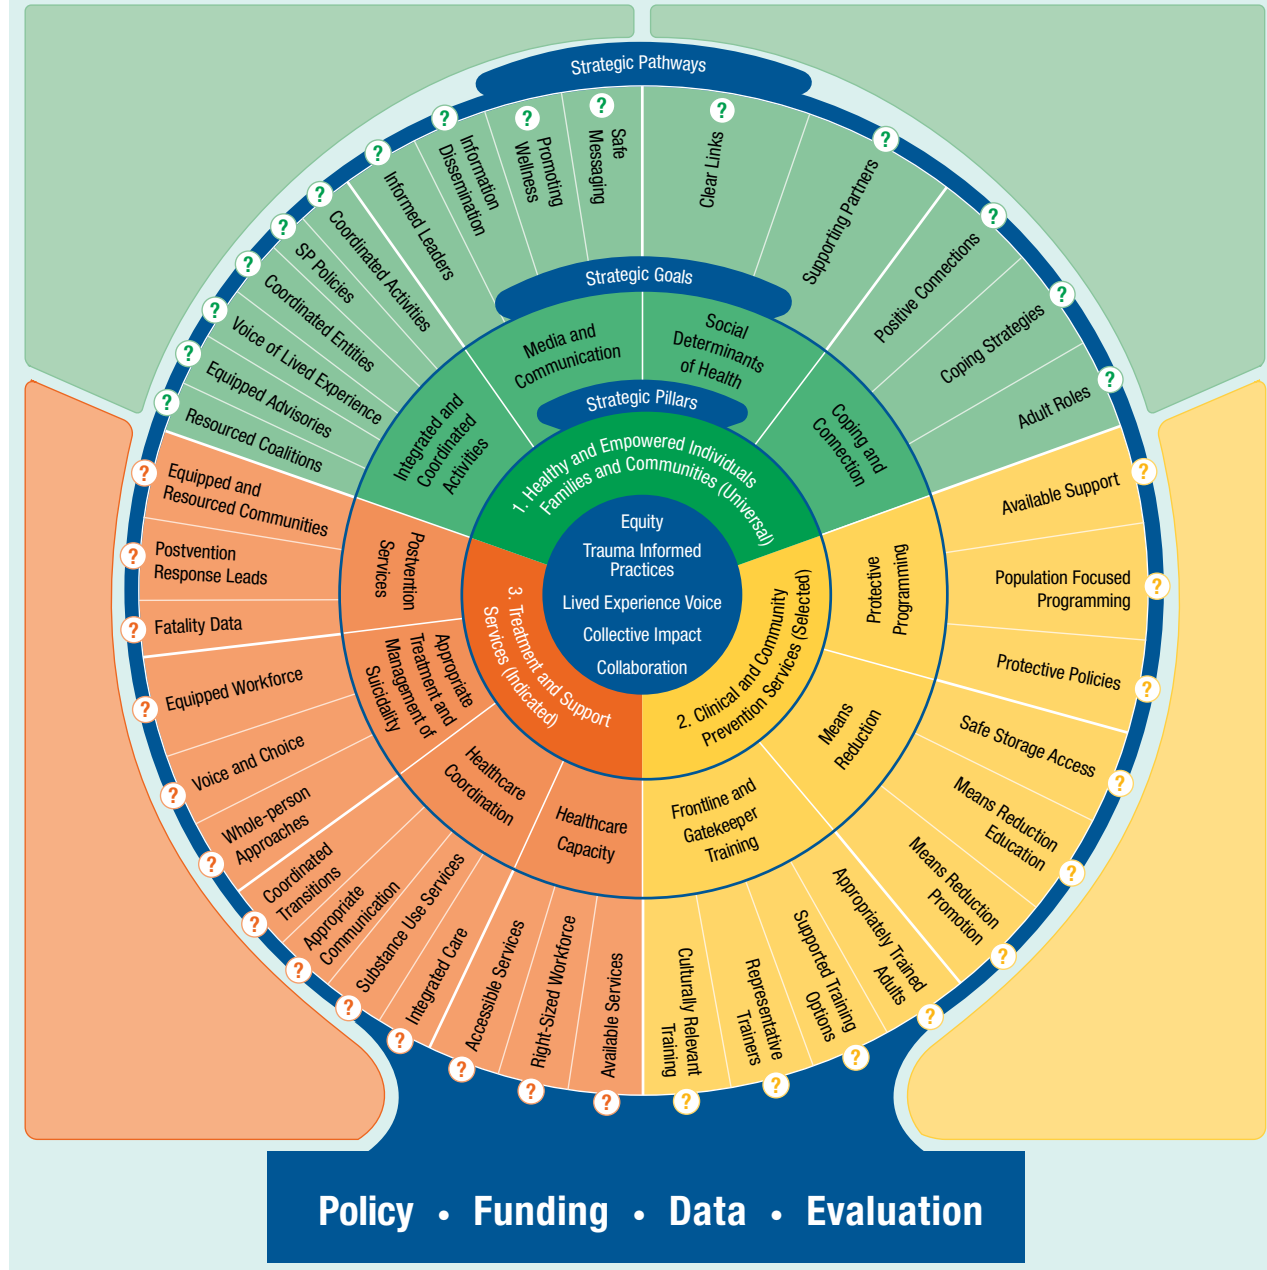 Strategic Pathways
?
Resourced Coalitions
?
Equipped Advisories
?
Voice of Lived Experience
?
Coordinated Entities
?
SP Policies
?
Coordinated Activities
?
Informed Leaders
?
Information
Dissemination
?
Promoting
Wellness
?
Safe
Messaging
?
Clear Links
?
Supporting Partners
?
Positive Connections
?
Coping Strategies
?
Adult Roles
?
Available Support
?
Population Focused
Programming
?
Protective Policies
?
Safe Storage Access
?
Means Reduction
Education
?
Means Reduction
Promotion
?
Appropriately Trained
Adults
?
Supported Training
Options
?
Representative
Trainers
?
Culturally Relevant
Training
?
Available Services
?
Right-Sized Workforce
?
Accessible Services
?
Integrated Care
?
Substance Use Services
?
Appropriate
Communication
?
Coordinated
Transitions
?
Whole-person
Approaches
?
Voice and Choice
?
Equipped Workforce
?
Fatality Data
?
Postvention
Response Leads
?
Equipped and
Resourced Communities
Strategic Goals
Integrated and
Coordinated
Activities
Media and
Communication
Social
Determinants
of Health
Coping and
Connection
Protective
Programming
Means
Reduction
Frontline and
Gatekeeper
Training
Healthcare
Capacity
Healthcare
Coordination
Appropriate
Treatment and
Management of
Suicidality
Postvention
Services
Strategic Pillars
1. Healthy and Empowered Individuals
Families and Communities (Universal)
2. Clinical and Community
Prevention Services (Selected)
3. Treatment and Support
Services (Indicated)
Equity
Trauma Informed
Practices
Lived Experience Voice
Collective Impact
Collaboration
Policy • Funding • Data • Evaluation